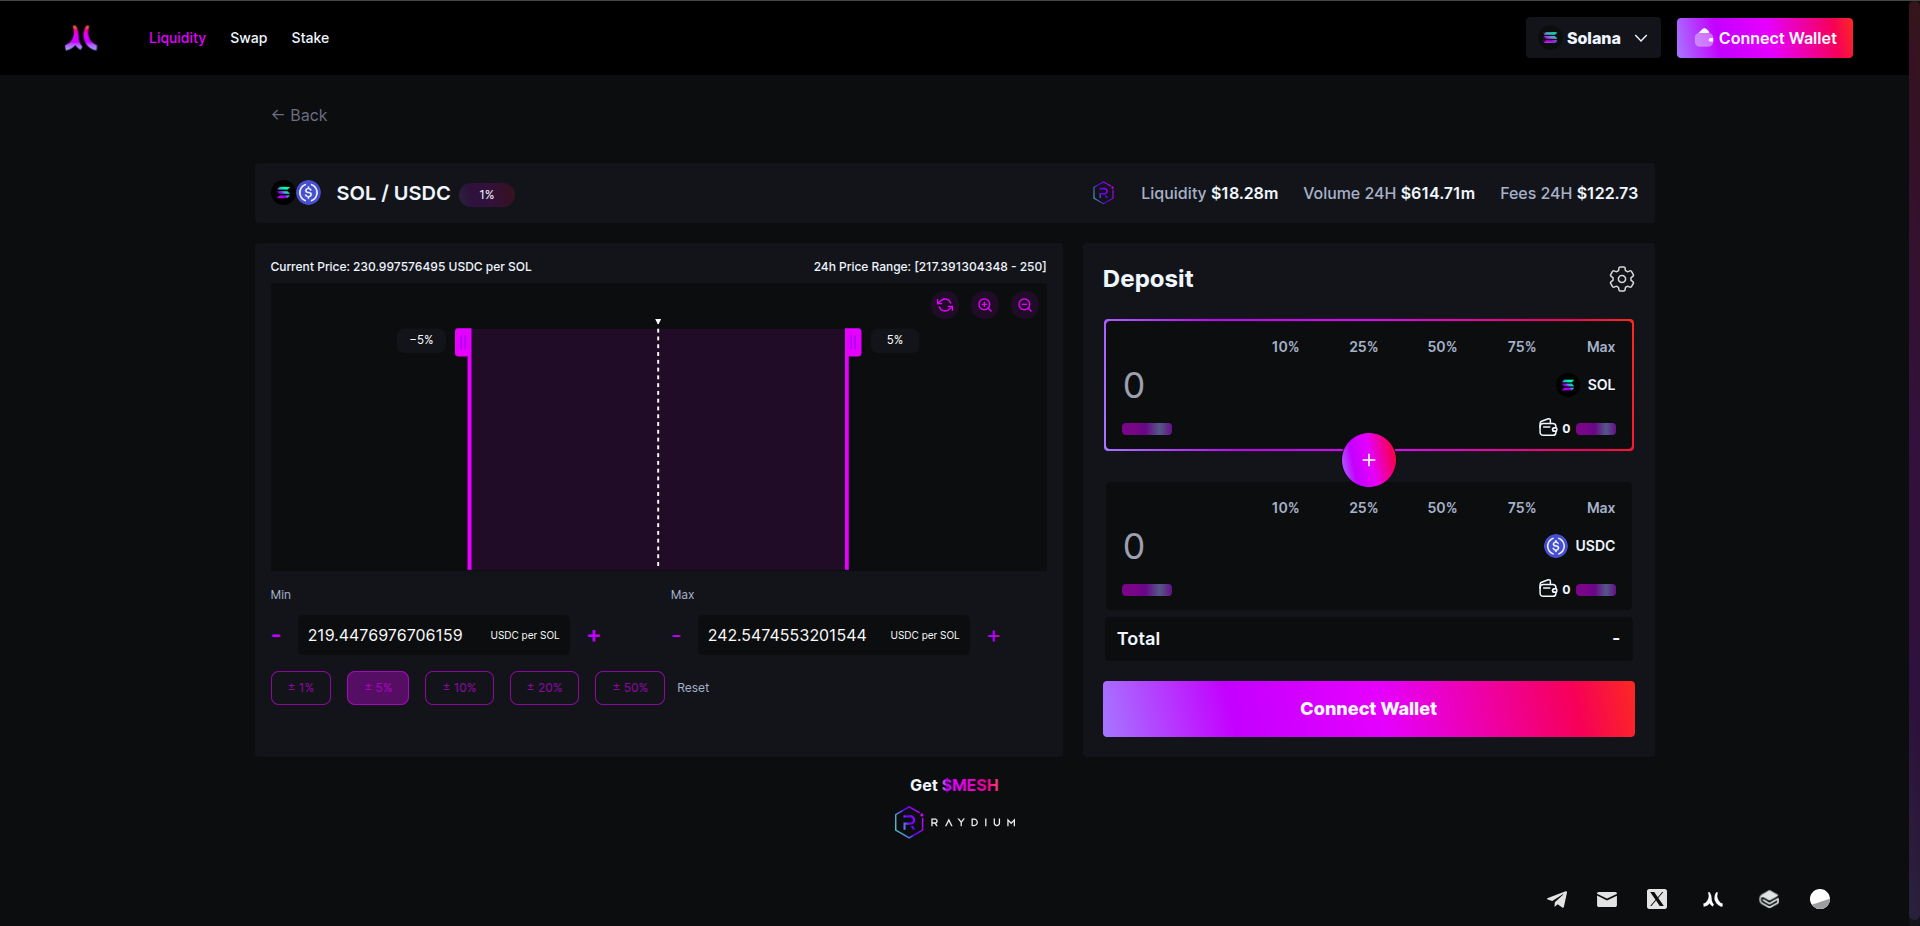 Liquidity Swap Stake Solana Connect Wallet
← Back
SOL / USDC 1% Liquidity $18.28m Volume 24H $614.71m Fees 24H $122.73
Current Price: 230.997576495 USDC per SOL 24h Price Range: [217.391304348 - 250]
−5% 5%
Min Max
- 219.4476976706159 USDC per SOL + - 242.5474553201544 USDC per SOL +
± 1% ± 5% ± 10% ± 20% ± 50% Reset
Deposit
10% 25% 50% 75% Max
0 SOL
0
+
10% 25% 50% 75% Max
0 USDC
0
Total -
Connect Wallet
Get $MESH
RAYDIUM